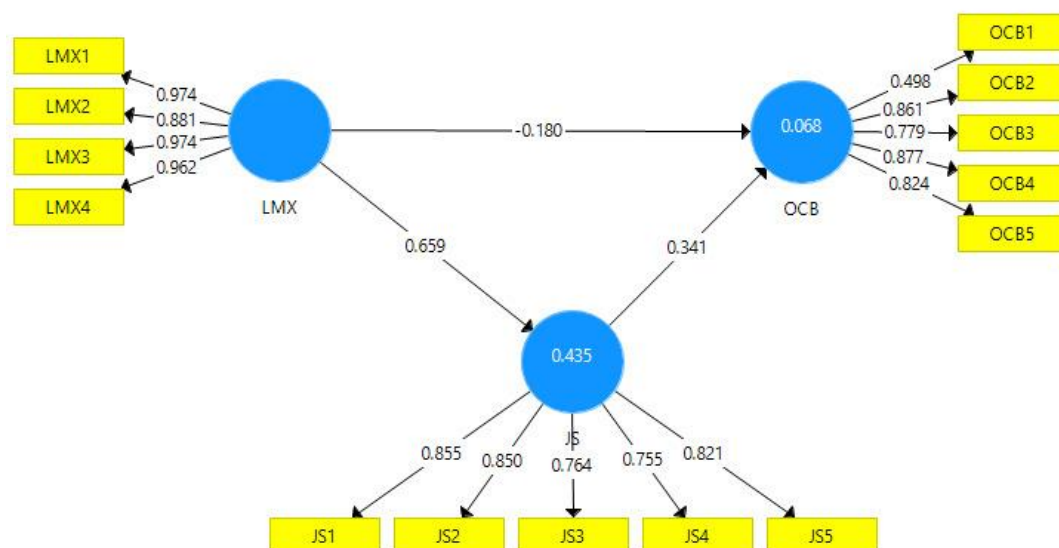 LMX1
LMX2
LMX3
LMX4
0.974
0.881
0.974
0.962
LMX
-0.180
0.659
0.341
0.068
OCB
0.498
0.861
0.779
0.877
0.824
OCB1
OCB2
OCB3
OCB4
OCB5
0.435
JS
0.855
0.850
0.764
0.755
0.821
JS1
JS2
JS3
JS4
JS5